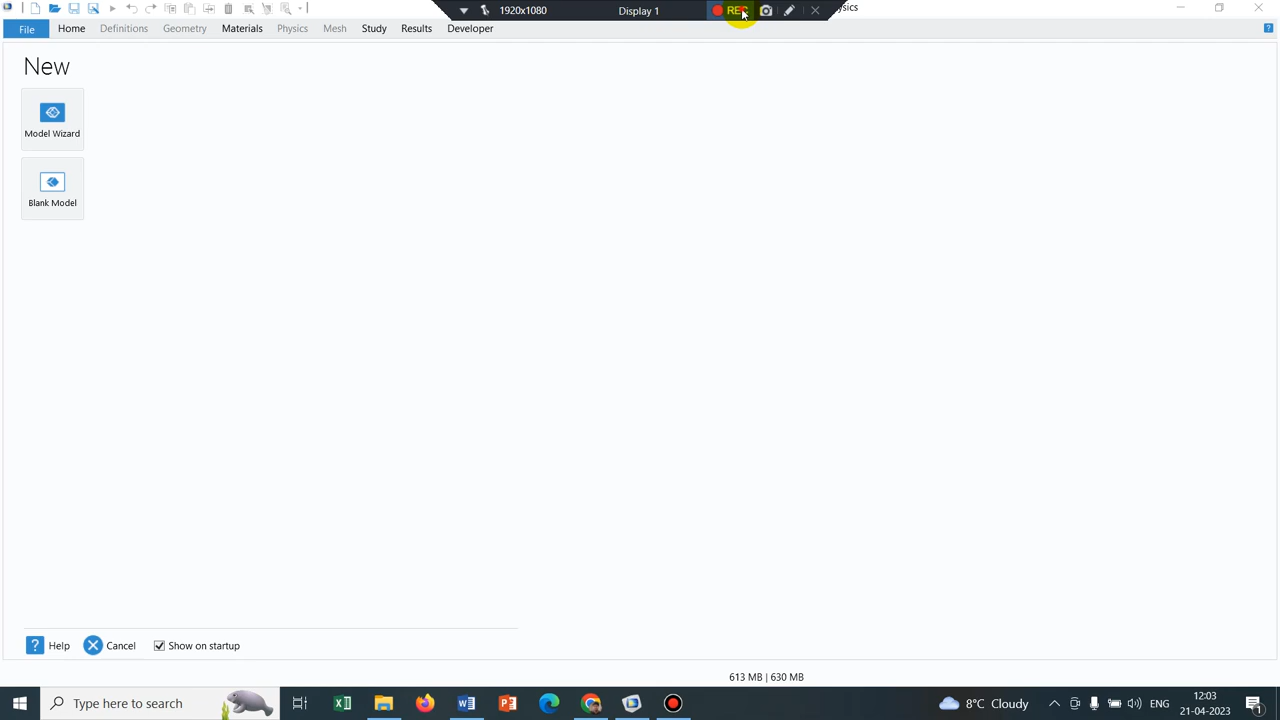 1920x1080 Display 1 REC ysics
File Home Definitions Geometry Materials Physics Mesh Study Results Developer ?
New
Model Wizard
Blank Model
? Help Cancel Show on startup
613 MB | 630 MB
Type here to search 8°C Cloudy ENG 12:03 21-04-2023 1